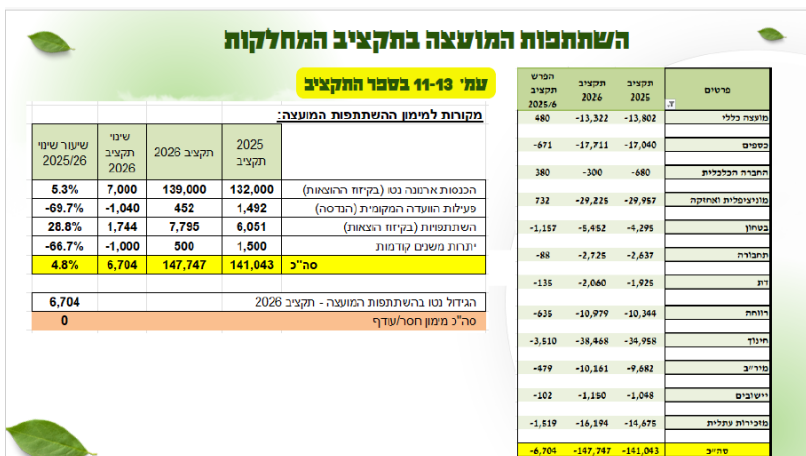 השתתפות המועצה בתקציב המחלקות
עמ' 11-13 בספר התקציב
מקורות למימון השתתפות המועצה:
2025 תקציב | תקציב 2026 | שינוי תקציב 2026 | שיעור שינוי 2025/26
הכנסות ארנונה נטו (בקיזוז ההוצאות) 132,000 139,000 7,000 5.3%
פעילות הוועדה המקומית (הנדסה) 1,492 452 -1,040 -69.7%
השתתפויות (בקיזוז הוצאות) 6,051 7,795 1,744 28.8%
יתרות משנים קודמות 1,500 500 -1,000 -66.7%
סה"כ 141,043 147,747 6,704 4.8%
הגידול נטו בהשתתפות המועצה - תקציב 2026 6,704
סה"כ מימון חסר/עודף 0
פרטים | תקציב 2025 | תקציב 2026 | הפרש תקציב 2025/6
מועצה כללי -13,802 -13,322 480
כספים -17,040 -17,711 -671
החברה הכלכלית -680 -300 380
מוניציפלית ואחזקה -29,957 -29,225 732
בטחון -4,295 -5,452 -1,157
תחבורה -2,637 -2,725 -88
דת -1,925 -2,060 -135
רווחה -10,344 -10,979 -635
חינוך -34,958 -38,468 -3,510
מיר"ב -9,682 -10,161 -479
יישובים -1,048 -1,150 -102
מזכירות עתלית -14,675 -16,194 -1,519
סה"כ -141,043 -147,747 -6,704